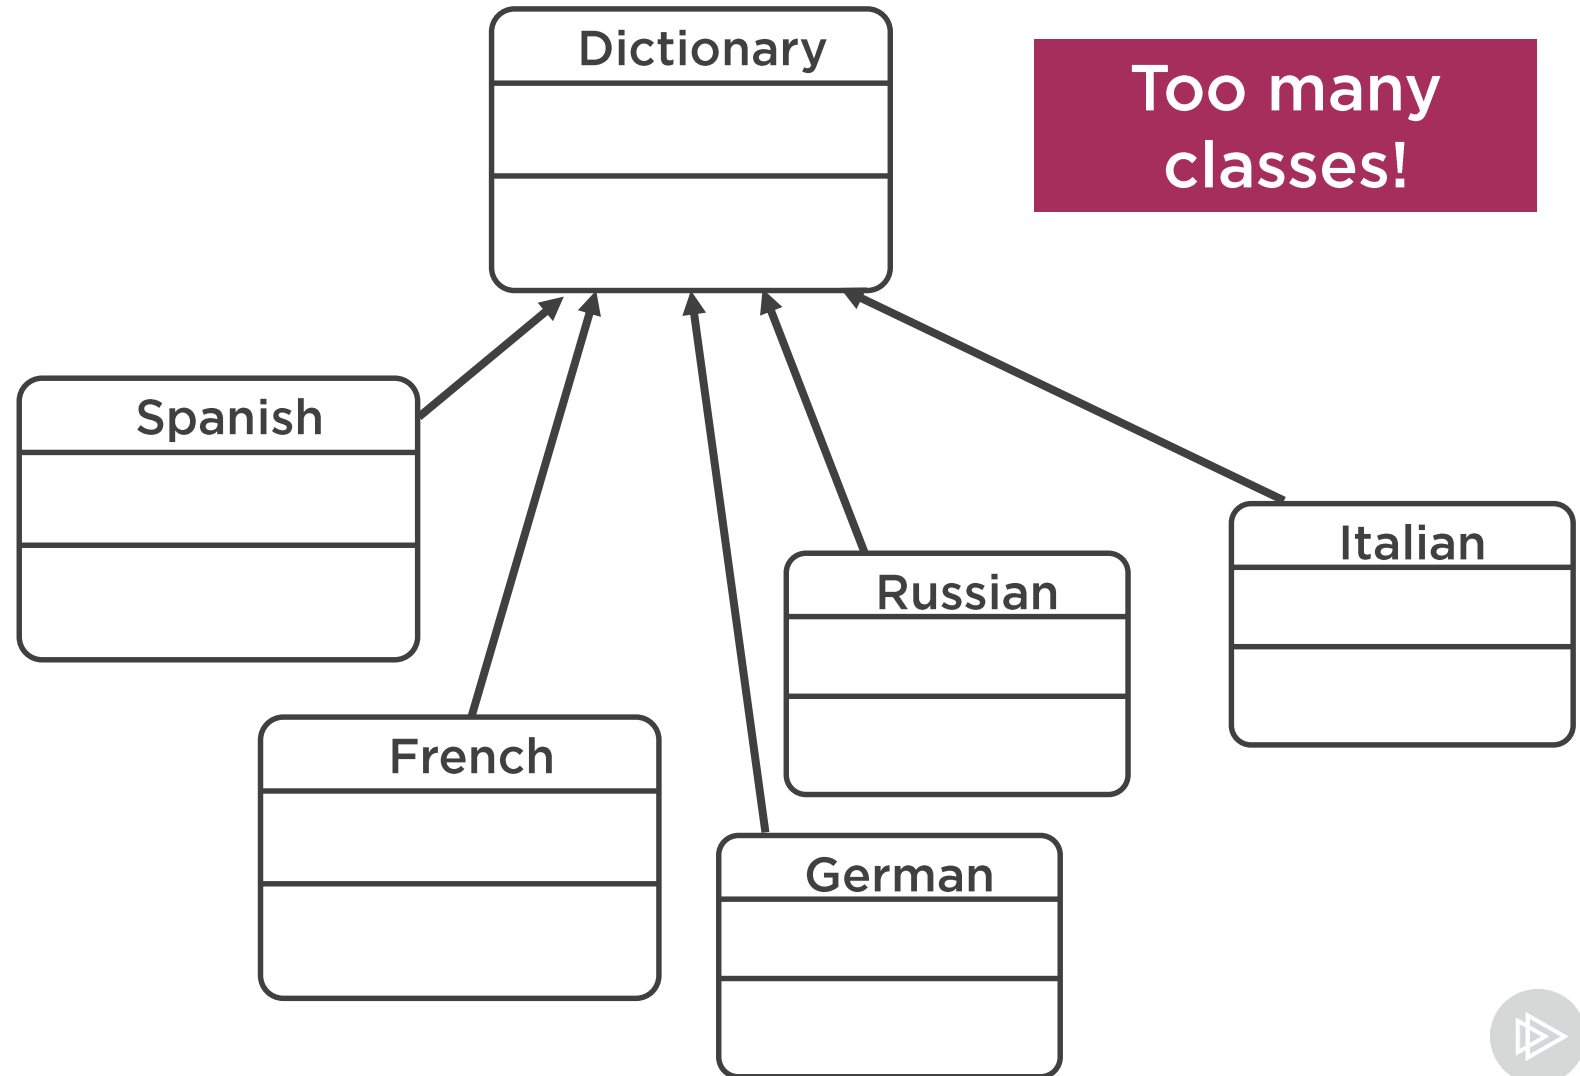 Dictionary
Too many
classes!
Spanish
Italian
Russian
French
German